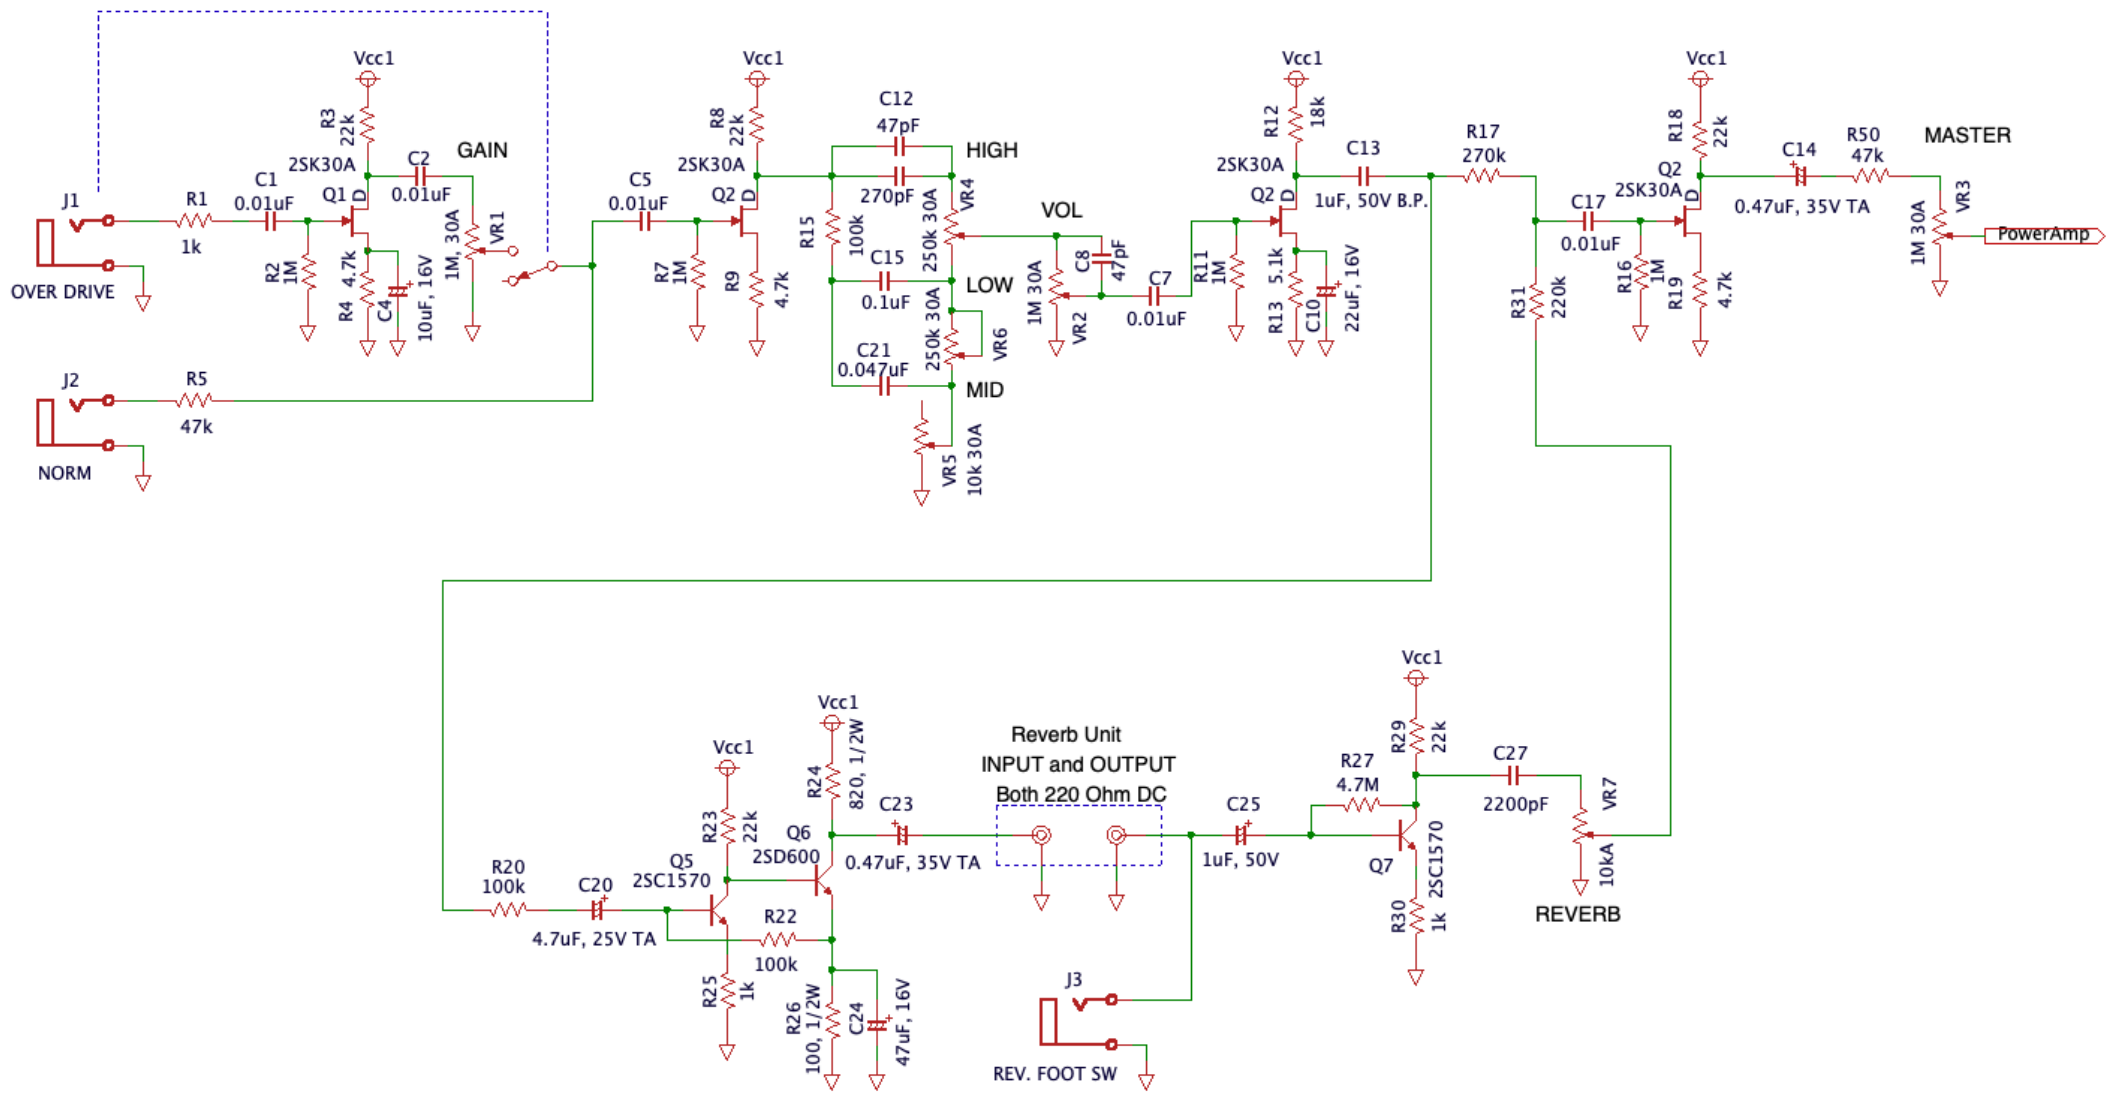 Vcc1
R3
22k
2SK30A
C2
0.01uF
GAIN
Q1
D
J1
R1
1k
C1
0.01uF
R2
1M
R4
4.7k
C4
10uF, 16V
1M, 30A
VR1
OVER DRIVE
J2
R5
47k
NORM
Vcc1
R8
22k
2SK30A
C5
0.01uF
Q2
D
R7
1M
R9
4.7k
C12
47pF
270pF
HIGH
R15
100k
250k 30A
VR4
C15
0.1uF
LOW
250k 30A
VR6
C21
0.047uF
MID
VR5
10k 30A
VOL
C8
47pF
1M 30A
VR2
C7
0.01uF
Vcc1
R12
18k
2SK30A
Q2
D
C13
1uF, 50V B.P.
R11
1M
R13
5.1k
C10
22uF, 16V
R17
270k
R31
220k
C17
0.01uF
Vcc1
R18
22k
Q2
2SK30A
D
R16
1M
R19
4.7k
C14
0.47uF, 35V TA
R50
47k
MASTER
1M 30A
VR3
PowerAmp
R20
100k
C20
4.7uF, 25V TA
Vcc1
R23
22k
Q5
2SC1570
R25
1k
Vcc1
R24
820, 1/2W
Q6
2SD600
R22
100k
R26
100, 1/2W
C24
47uF, 16V
C23
0.47uF, 35V TA
Reverb Unit
INPUT and OUTPUT
Both 220 Ohm DC
C25
1uF, 50V
J3
REV. FOOT SW
Vcc1
R29
22k
R27
4.7M
Q7
2SC1570
R30
1k
C27
2200pF
VR7
10kA
REVERB